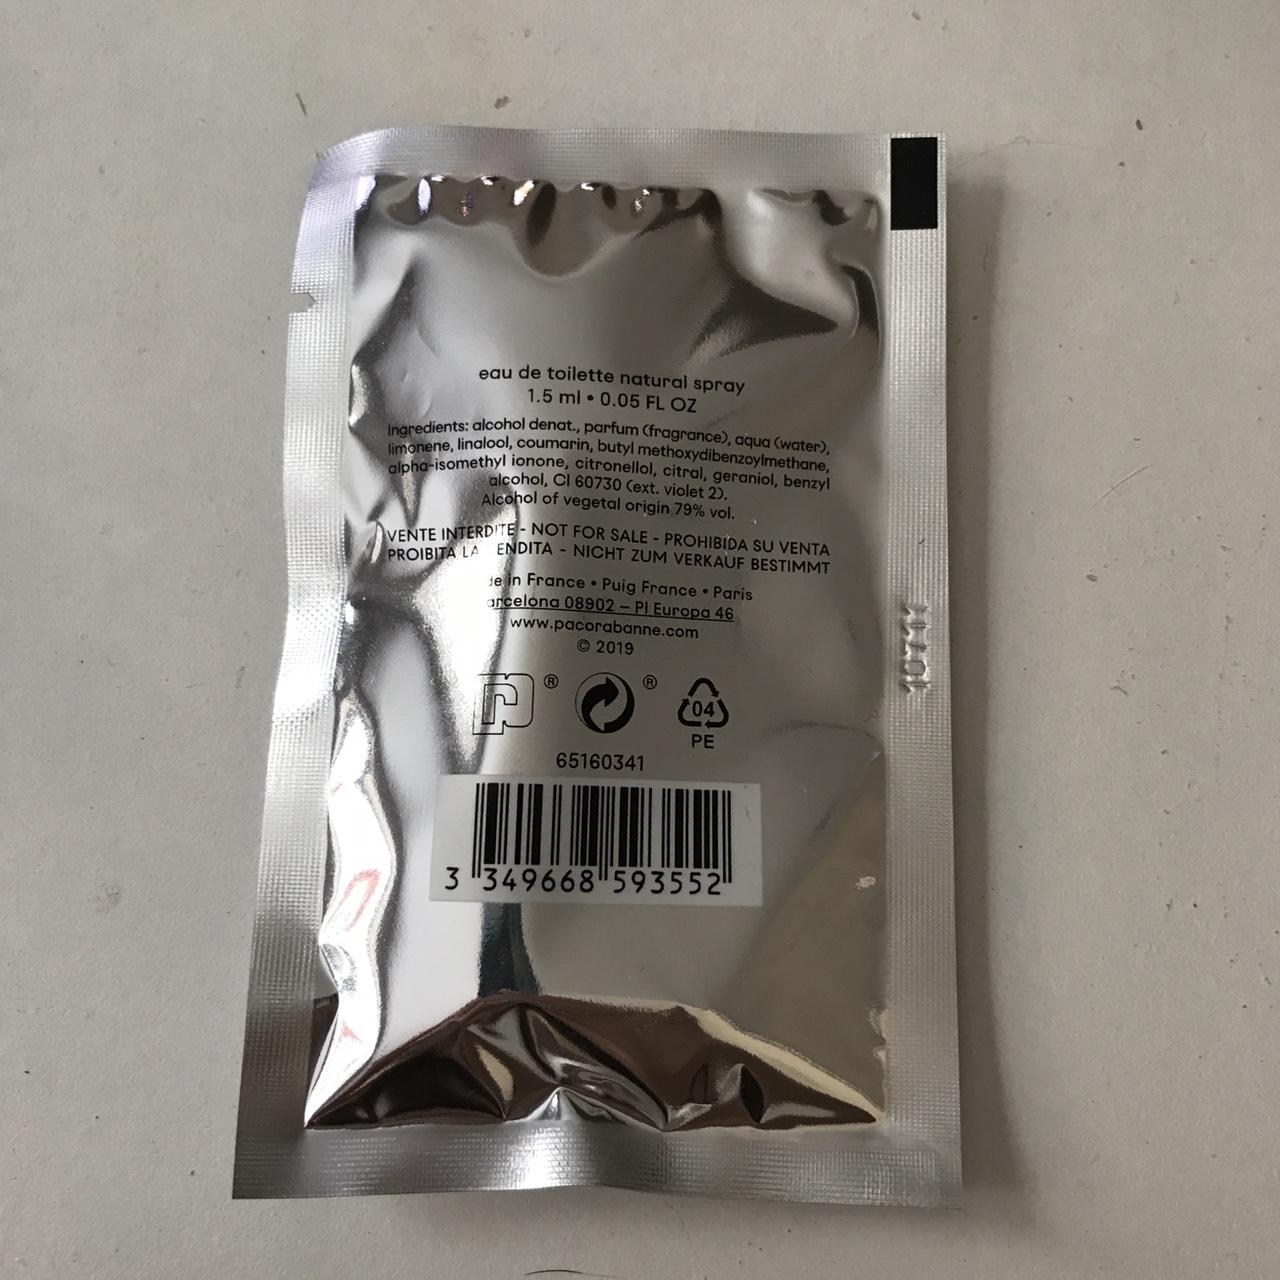 eau de toilette natural spray
1.5 ml • 0.05 FL OZ
Ingredients: alcohol denat., parfum (fragrance), aqua (water),
limonene, linalool, coumarin, butyl methoxydibenzoylmethane,
alpha-isomethyl ionone, citronellol, citral, geraniol, benzyl
alcohol, CI 60730 (ext. violet 2).
Alcohol of vegetal origin 79% vol.
VENTE INTERDITE - NOT FOR SALE - PROHIBIDA SU VENTA
PROIBITA LA ENDITA - NICHT ZUM VERKAUF BESTIMMT
de in France • Puig France • Paris
arcelona 08902 – Pl Europa 46
www.pacorabanne.com
© 2019
® ®
04
PE
65160341
3 349668 593552
10711